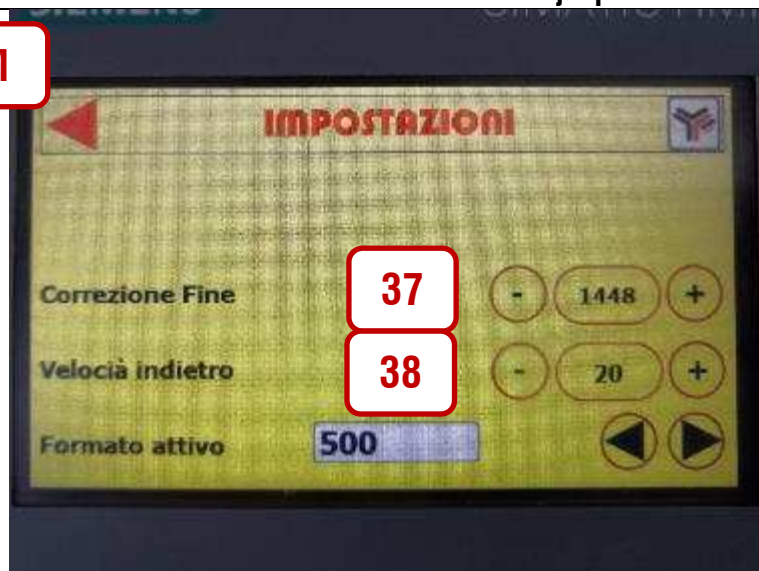 1
IMPOSTAZIONI
Correzione Fine 37 - 1448 +
Velocià indietro 38 - 20 +
Formato attivo 500